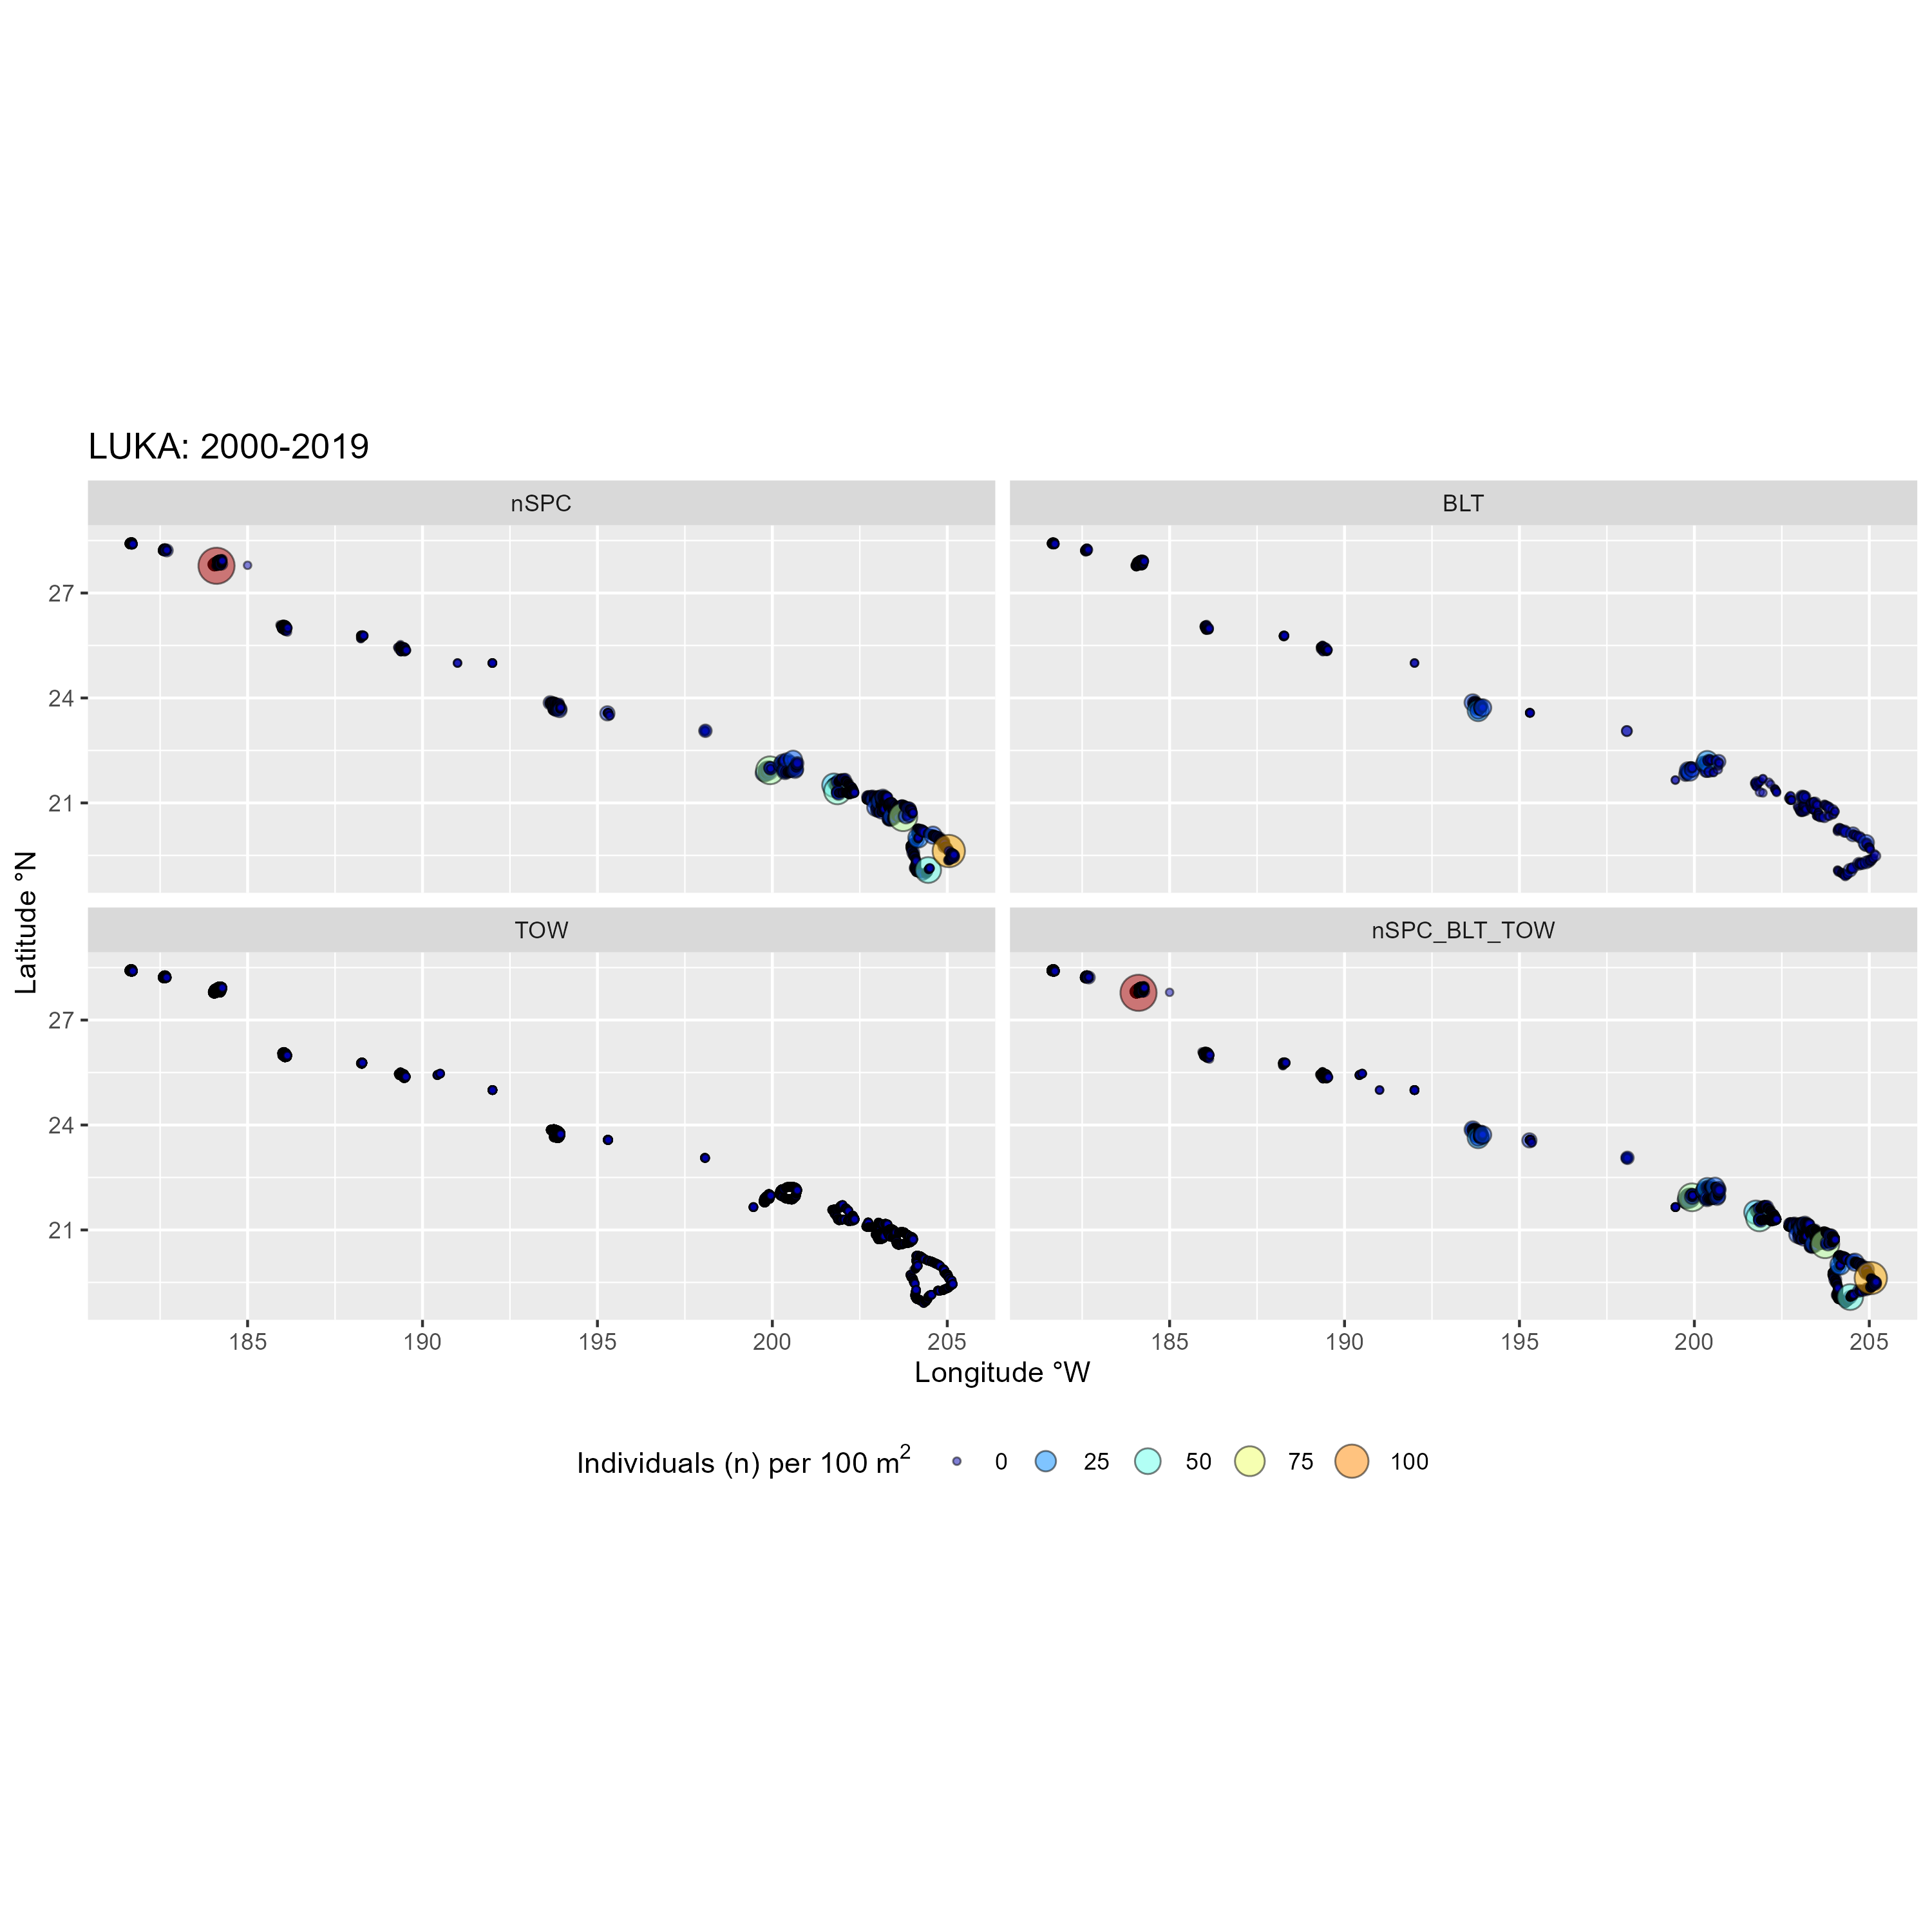 LUKA: 2000-2019
nSPC
BLT
27
24
21
Latitude °N
TOW
nSPC_BLT_TOW
27
24
21
185
190
195
200
205
185
190
195
200
205
Longitude °W
Individuals (n) per 100 m² 0 25 50 75 100